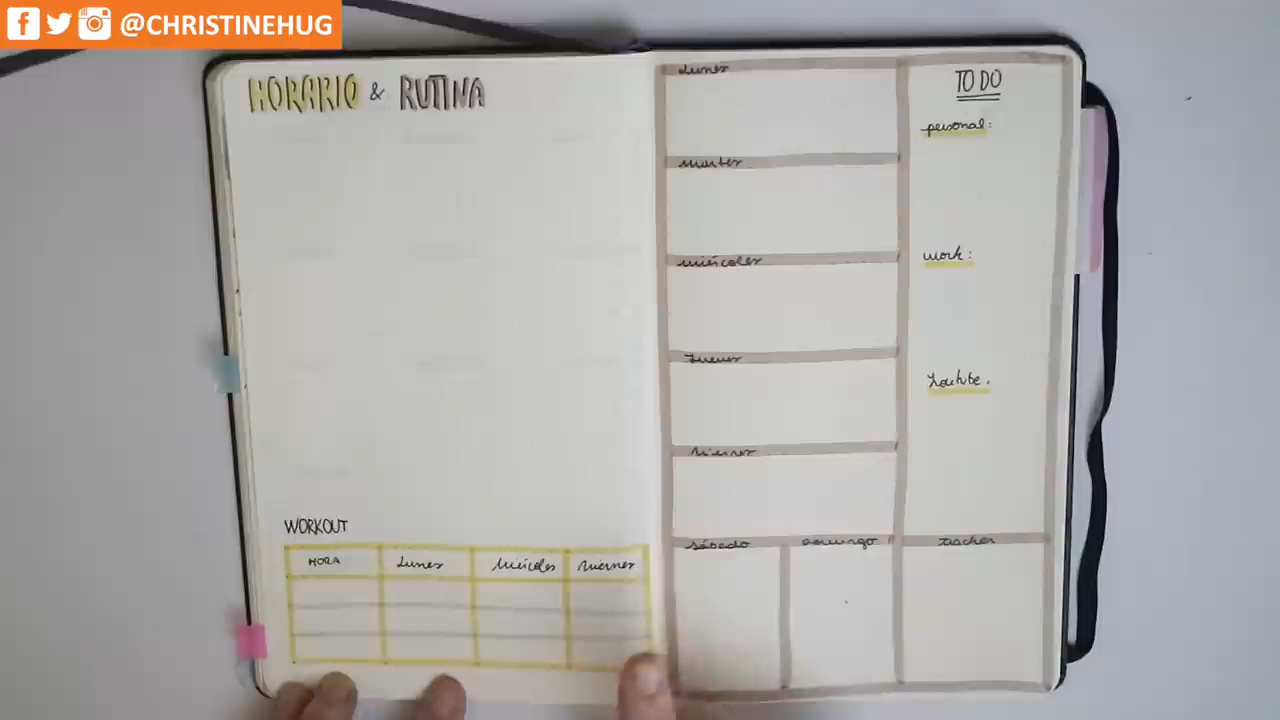 @CHRISTINEHUG
HORARIO & RUTINA
WORKOUT
HORA Lunes Miércoles Viernes
Lunes
martes
miércoles
Jueves
Viernes
Sábado Domingo tracker
TO DO
personal:
work:
Youtube.